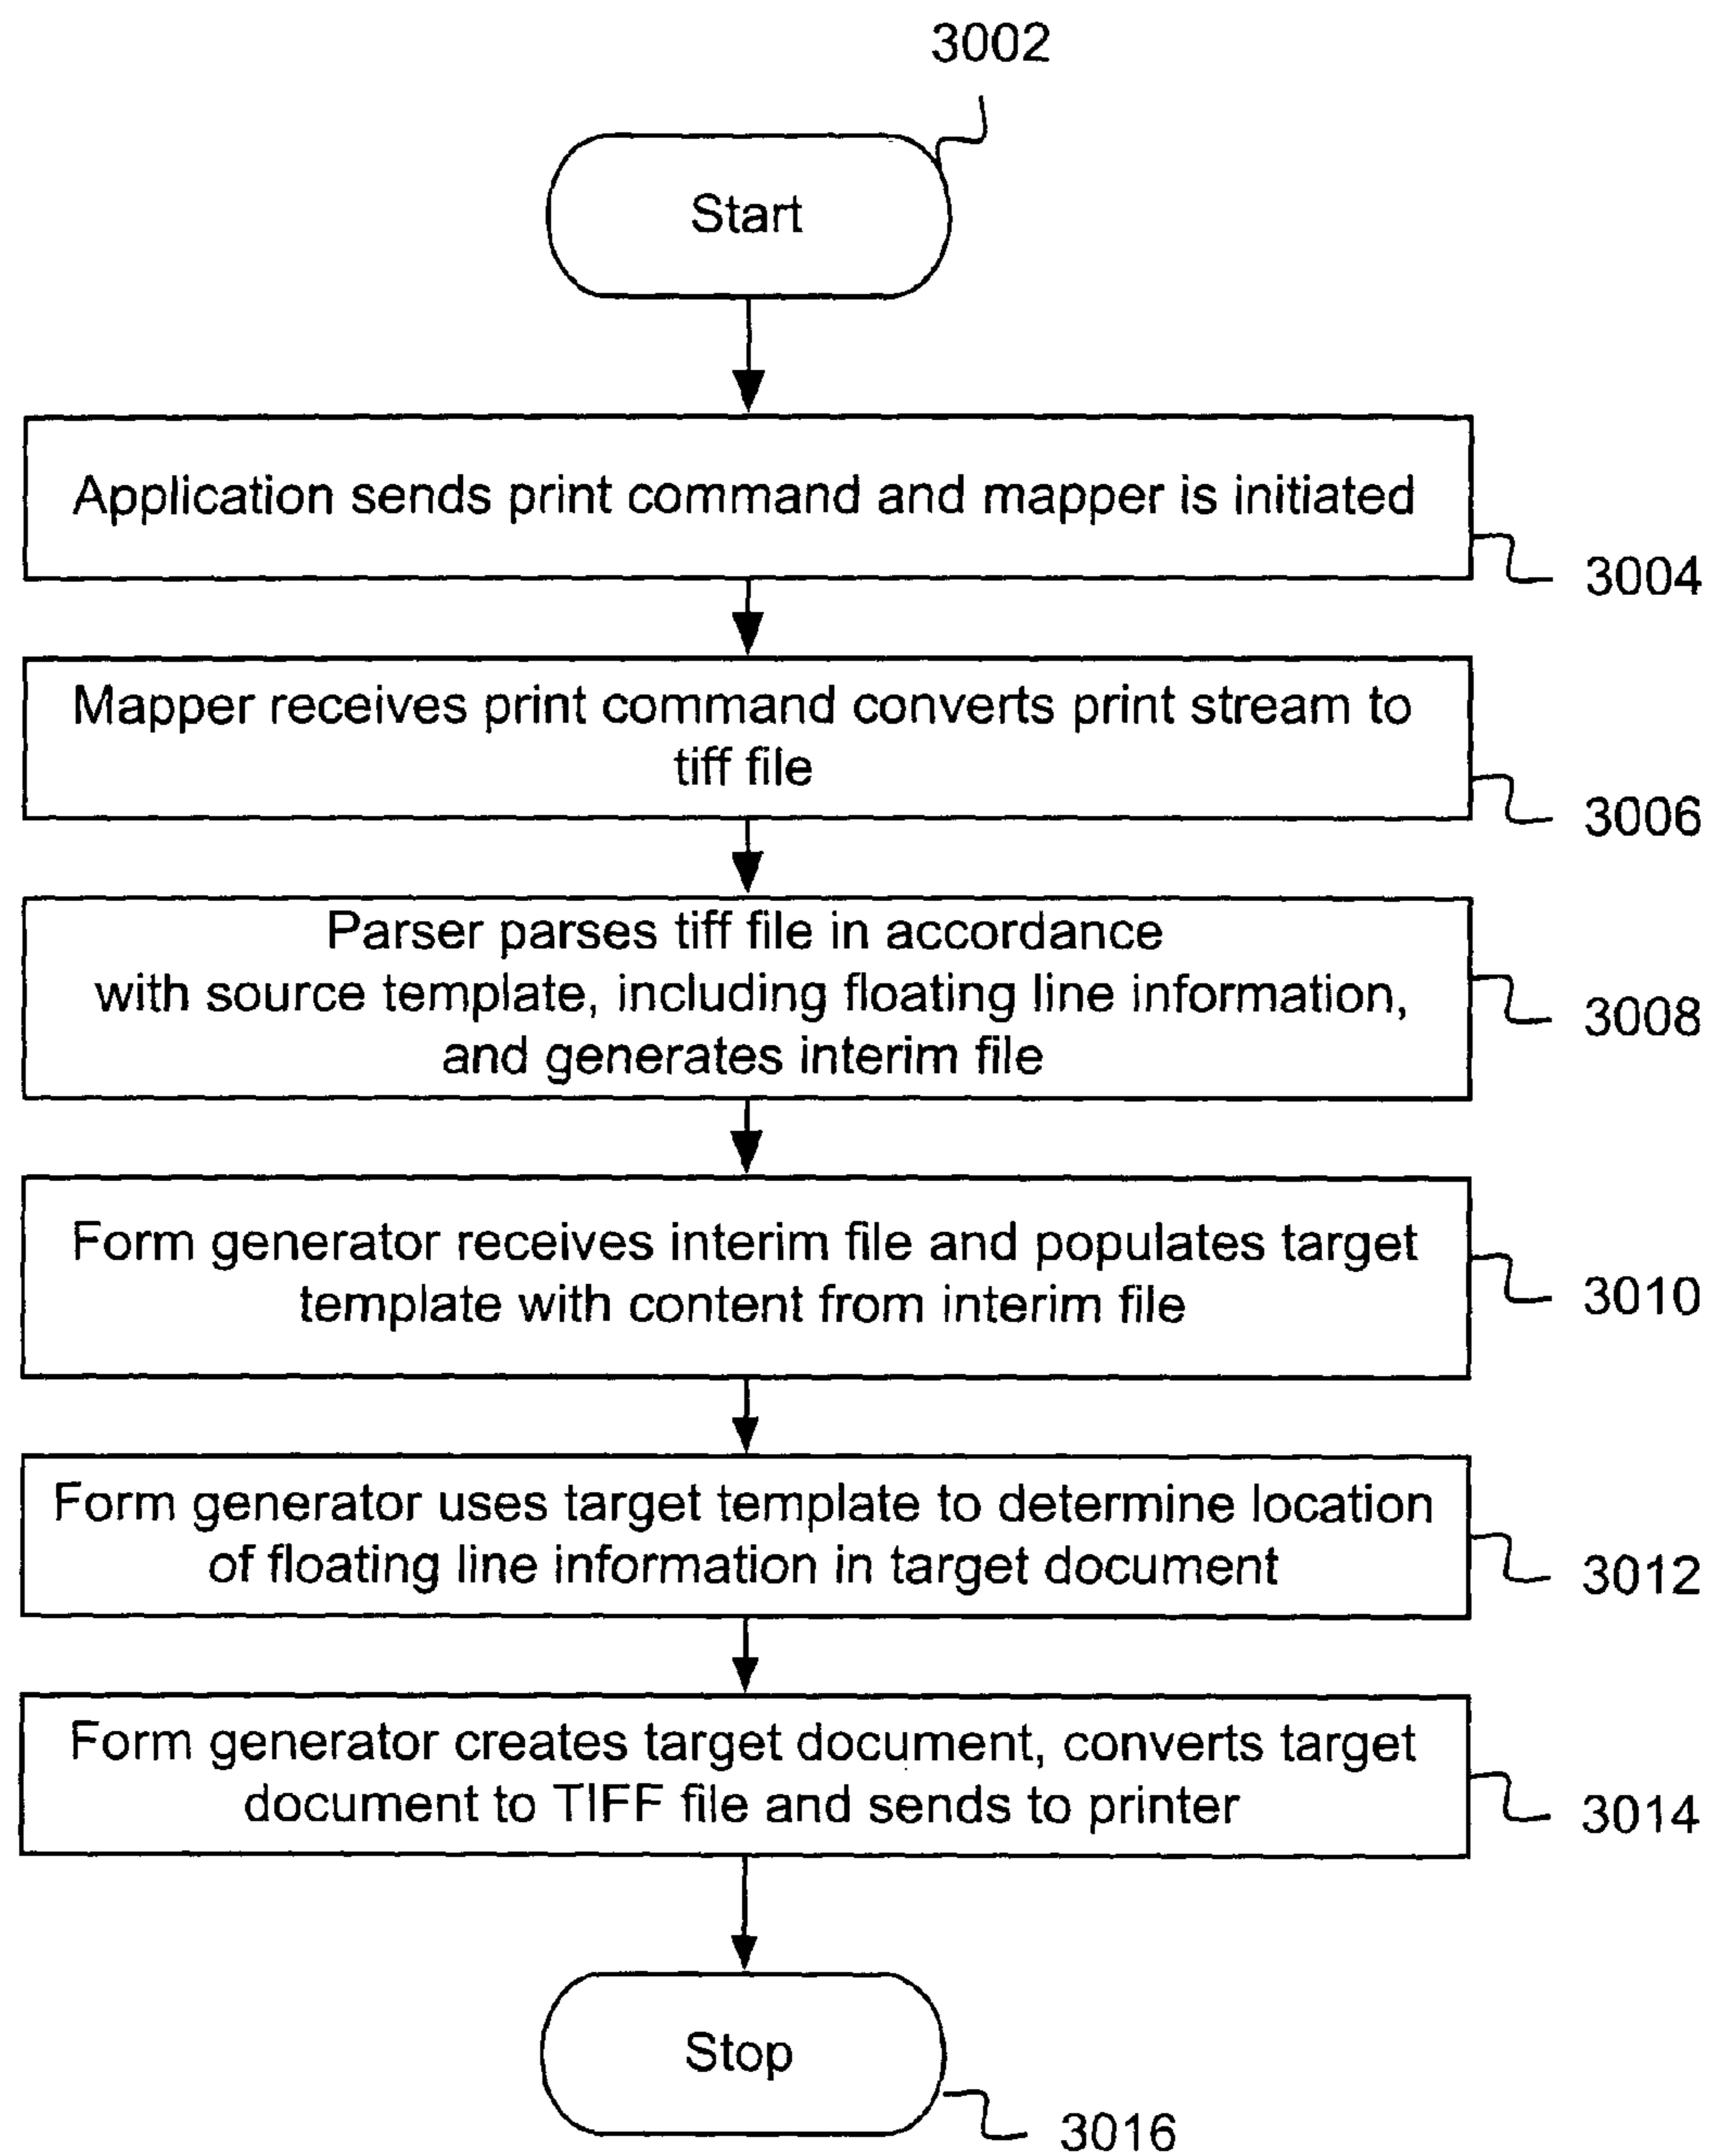 3002
Start
Application sends print command and mapper is initiated
3004
Mapper receives print command converts print stream to
tiff file
3006
Parser parses tiff file in accordance
with source template, including floating line information,
and generates interim file
3008
Form generator receives interim file and populates target
template with content from interim file
3010
Form generator uses target template to determine location
of floating line information in target document
3012
Form generator creates target document, converts target
document to TIFF file and sends to printer
3014
Stop
3016